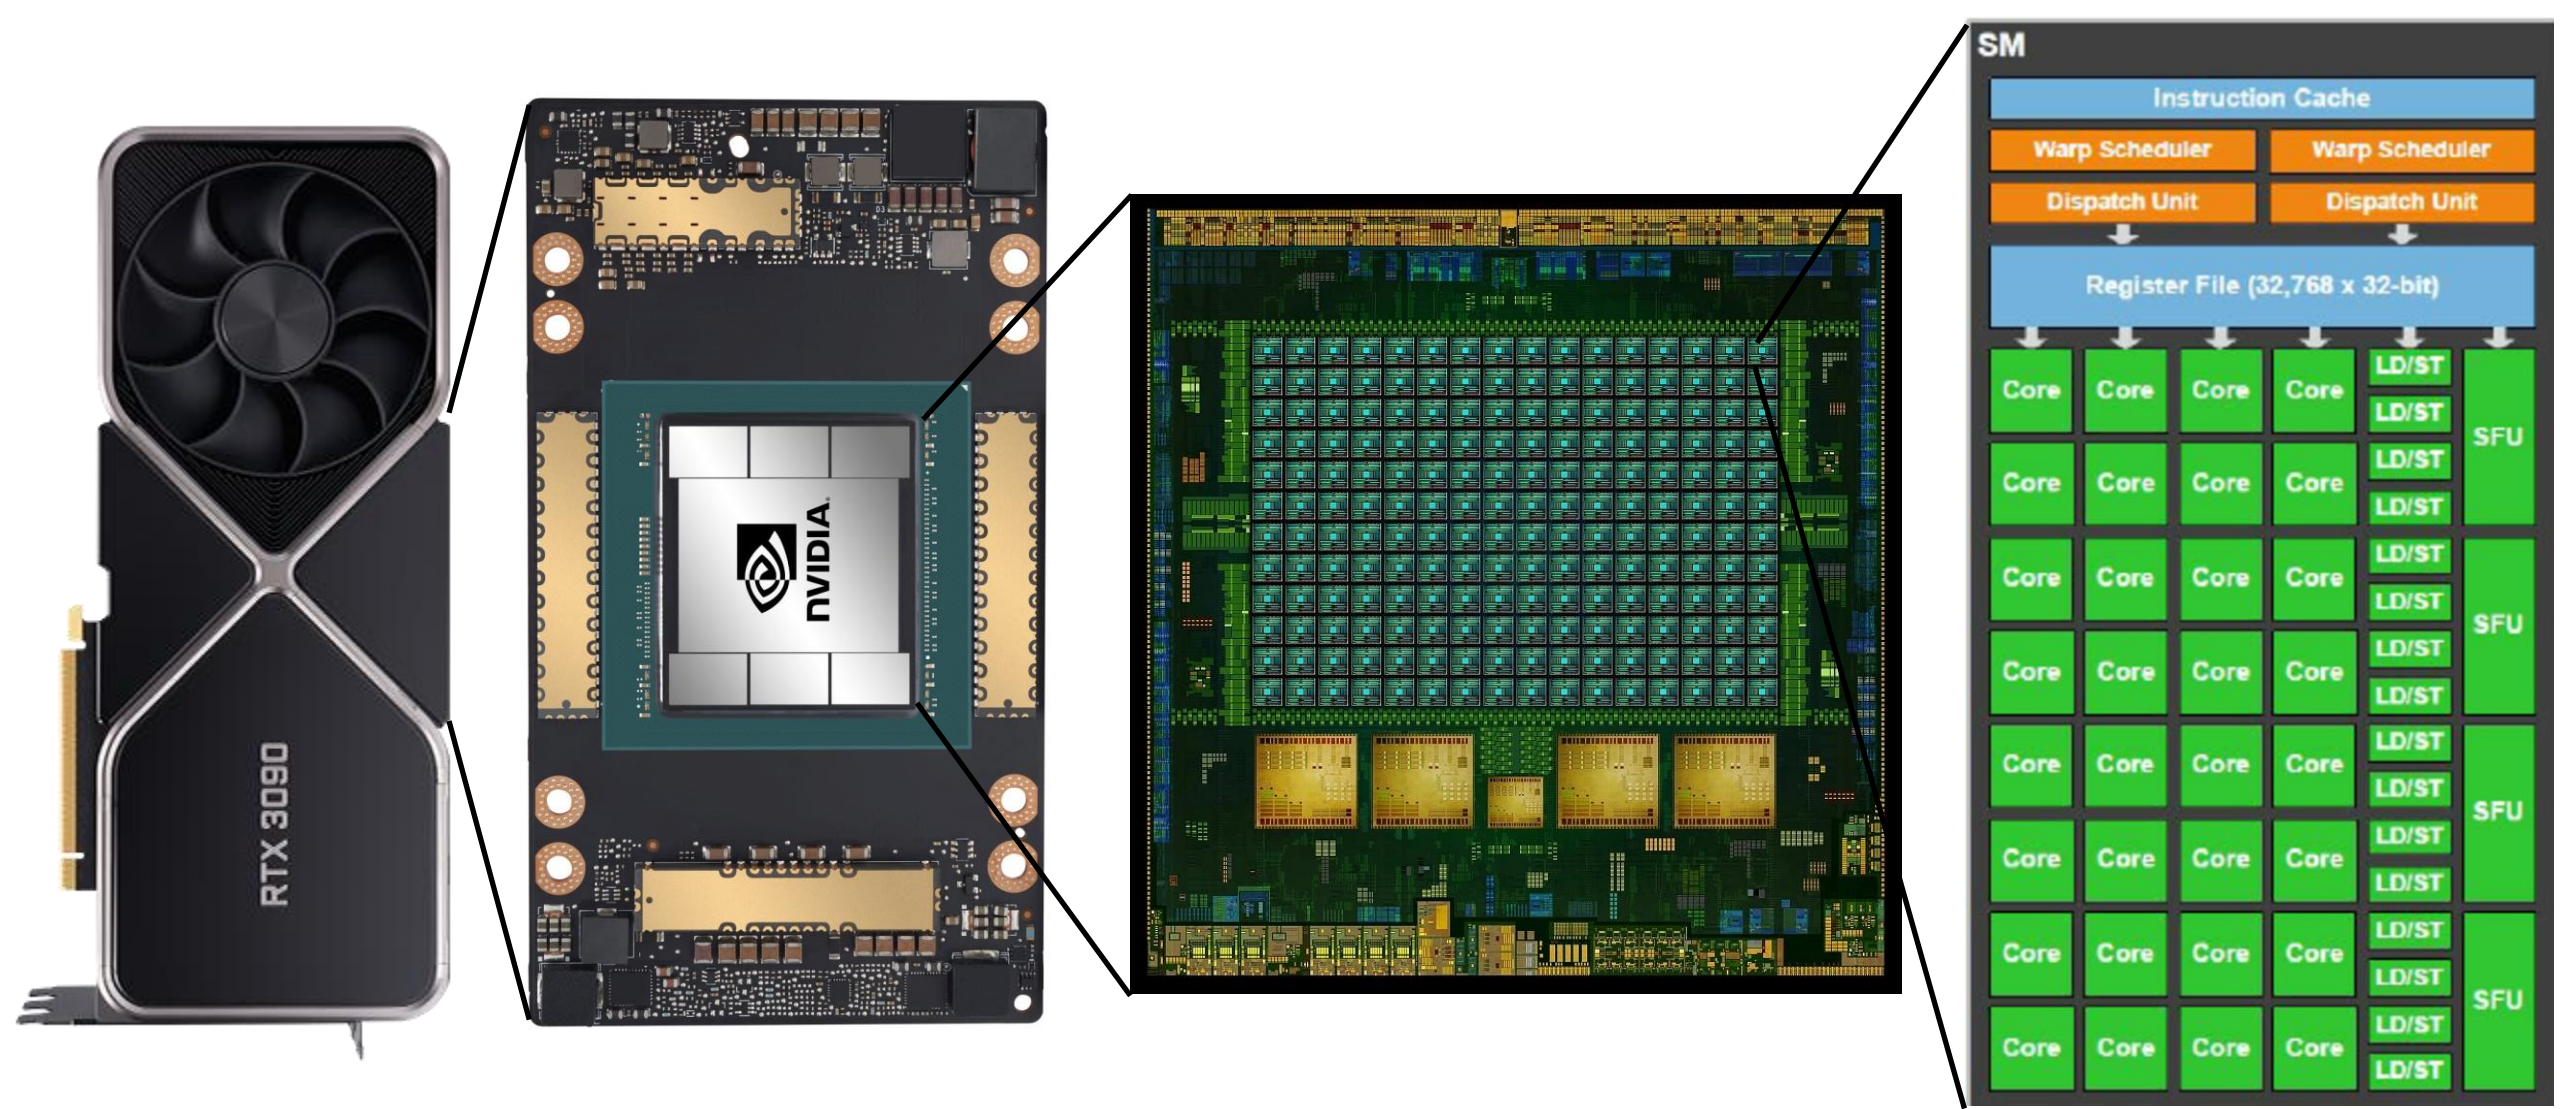 RTX 3090
NVIDIA
SM
Instruction Cache
Warp Scheduler Warp Scheduler
Dispatch Unit Dispatch Unit
Register File (32,768 x 32-bit)
Core Core Core Core LD/ST
LD/ST
SFU
Core Core Core Core LD/ST
LD/ST
Core Core Core Core LD/ST
LD/ST
SFU
Core Core Core Core LD/ST
LD/ST
Core Core Core Core LD/ST
LD/ST
SFU
Core Core Core Core LD/ST
LD/ST
Core Core Core Core LD/ST
LD/ST
SFU
Core Core Core Core LD/ST
LD/ST